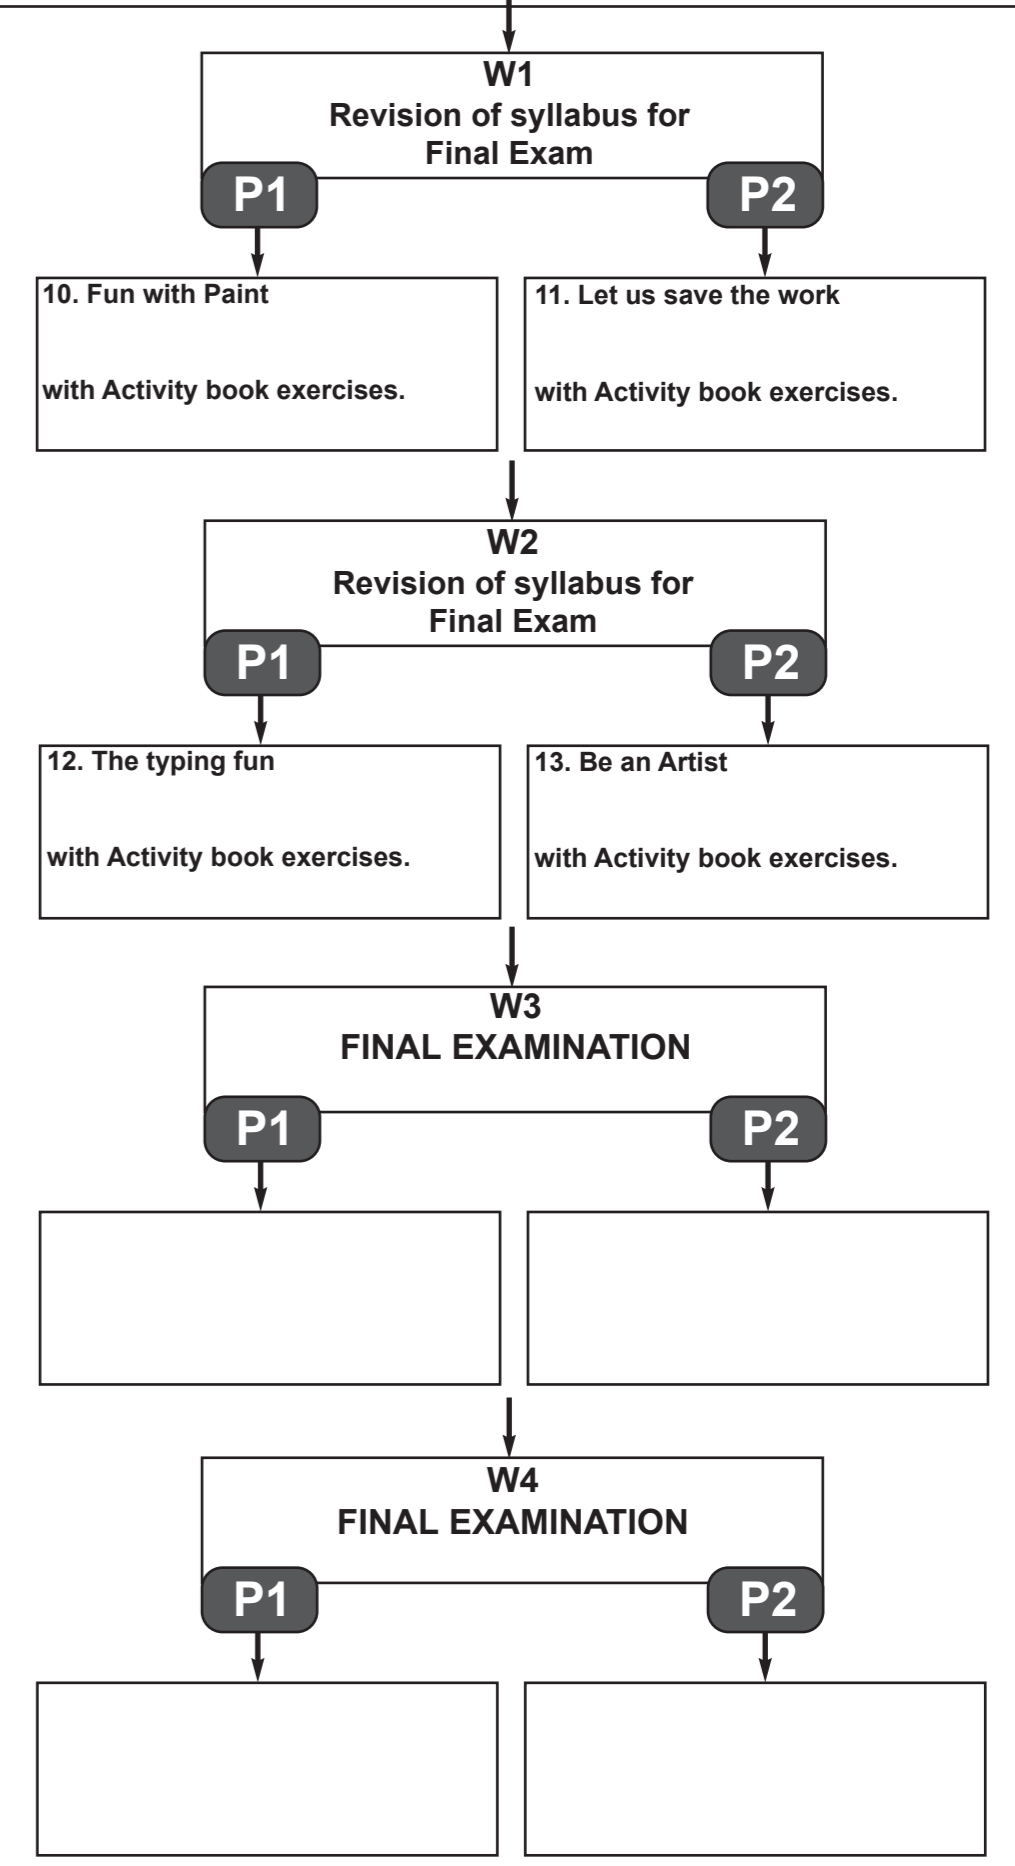 W1
Revision of syllabus for
Final Exam
P1
P2
10. Fun with Paint
with Activity book exercises.
11. Let us save the work
with Activity book exercises.
W2
Revision of syllabus for
Final Exam
P1
P2
12. The typing fun
with Activity book exercises.
13. Be an Artist
with Activity book exercises.
W3
FINAL EXAMINATION
P1
P2
W4
FINAL EXAMINATION
P1
P2